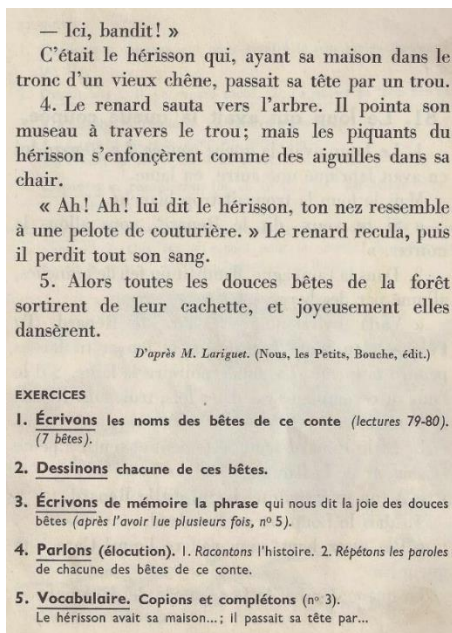 — Ici, bandit! »
C'était le hérisson qui, ayant sa maison dans le
tronc d'un vieux chêne, passait sa tête par un trou.
4. Le renard sauta vers l'arbre. Il pointa son
museau à travers le trou; mais les piquants du
hérisson s'enfonçèrent comme des aiguilles dans sa
chair.
« Ah! Ah! lui dit le hérisson, ton nez ressemble
à une pelote de couturière. » Le renard recula, puis
il perdit tout son sang.
5. Alors toutes les douces bêtes de la forêt
sortirent de leur cachette, et joyeusement elles
dansèrent.
D'après M. Lariguet. (Nous, les Petits, Bouche, édit.)
EXERCICES
1. Écrivons les noms des bêtes de ce conte (lectures 79-80).
(7 bêtes).
2. Dessinons chacune de ces bêtes.
3. Écrivons de mémoire la phrase qui nous dit la joie des douces
bêtes (après l'avoir lue plusieurs fois, nº 5).
4. Parlons (élocution). 1. Racontons l'histoire. 2. Répétons les paroles
de chacune des bêtes de ce conte.
5. Vocabulaire. Copions et complétons (nº 3).
Le hérisson avait sa maison...; il passait sa tête par...